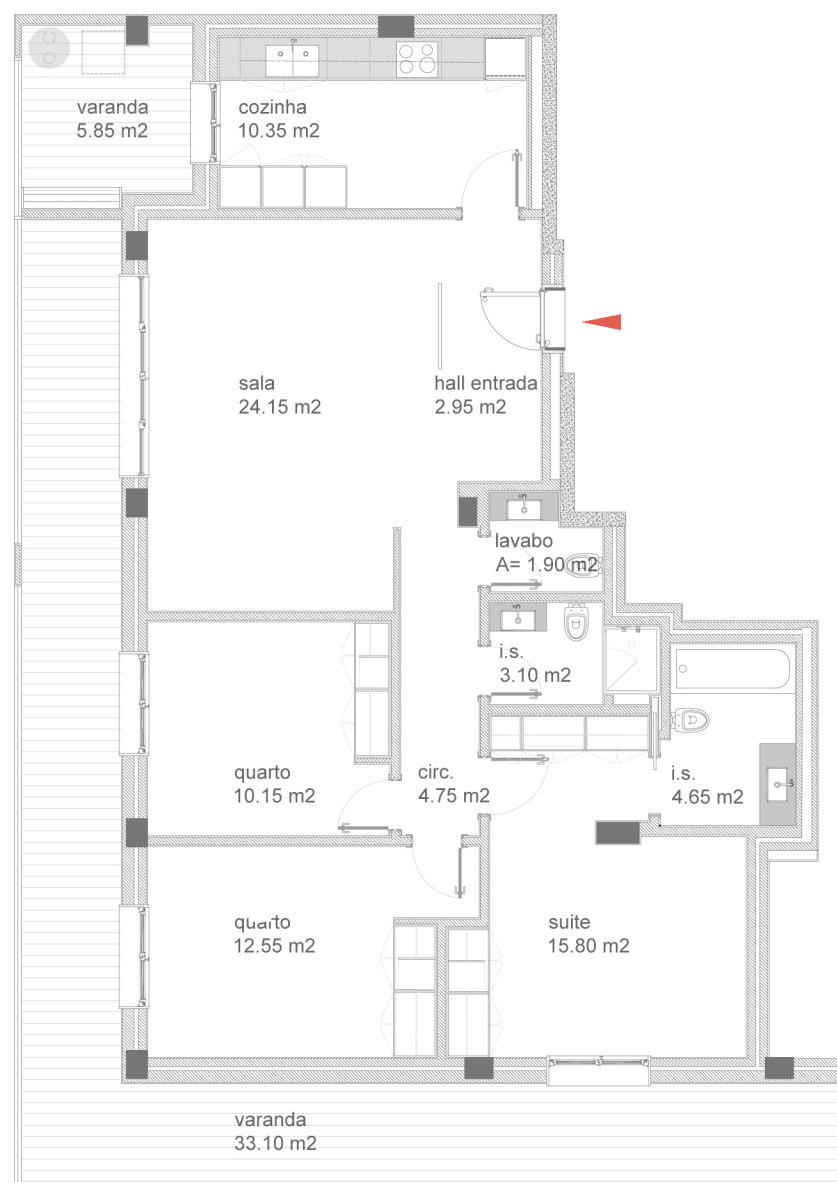 varanda
5.85 m2
cozinha
10.35 m2
sala
24.15 m2
hall entrada
2.95 m2
lavabo
A= 1.90 m2
i.s.
3.10 m2
quarto
10.15 m2
circ.
4.75 m2
i.s.
4.65 m2
quarto
12.55 m2
suite
15.80 m2
varanda
33.10 m2